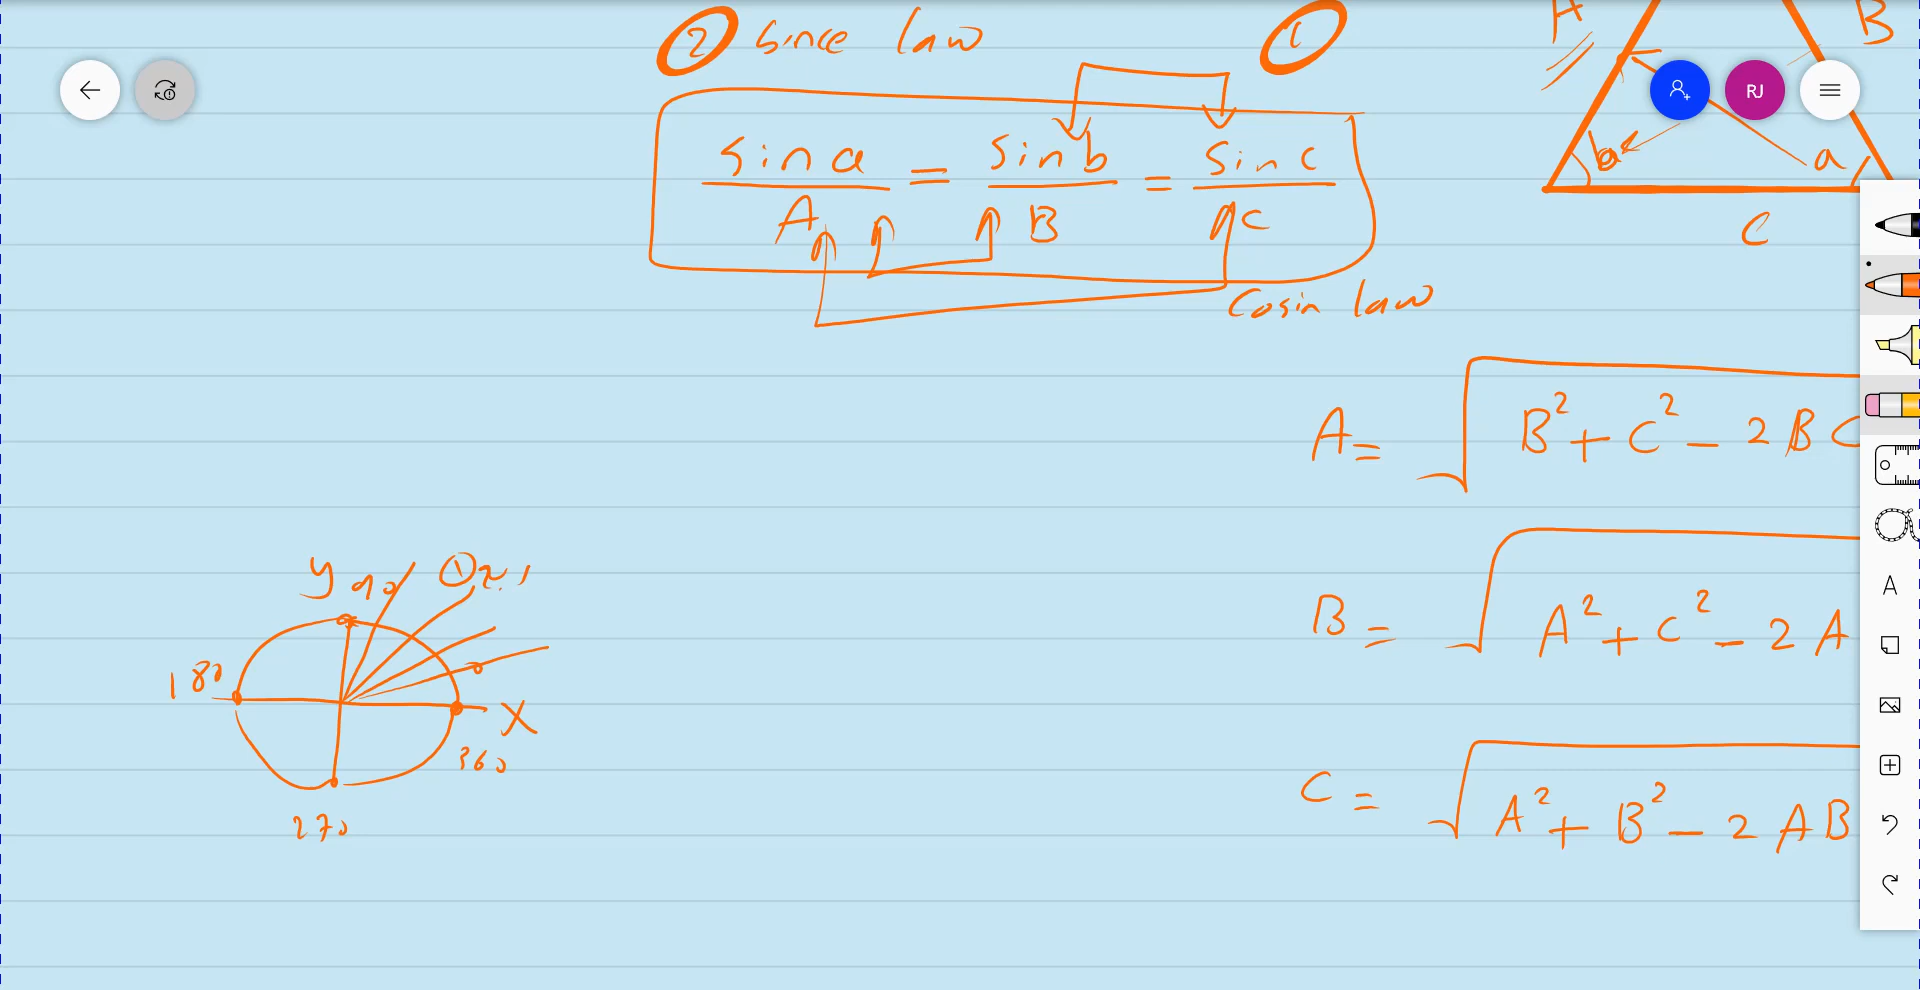 ② Since law ①
A B
sin a / A = sin b / B = sin c / C
b a
C
RJ
Cosin law
A = √ B² + C² - 2 B C
B = √ A² + C² - 2 A
C = √ A² + B² - 2 A B
y 90 ①
180
X
360
270
A